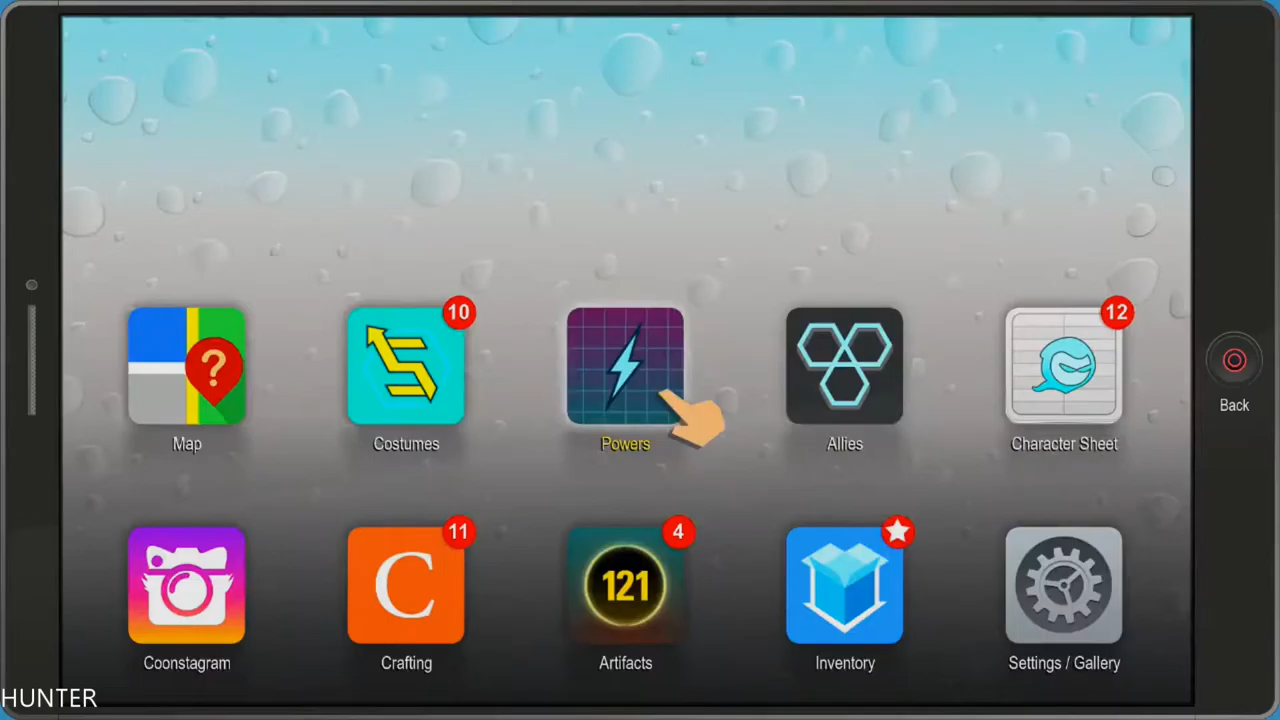 10
12
Map
Costumes
Powers
Allies
Character Sheet
Back
11
4
C
121
Coonstagram
Crafting
Artifacts
Inventory
Settings / Gallery
HUNTER
?